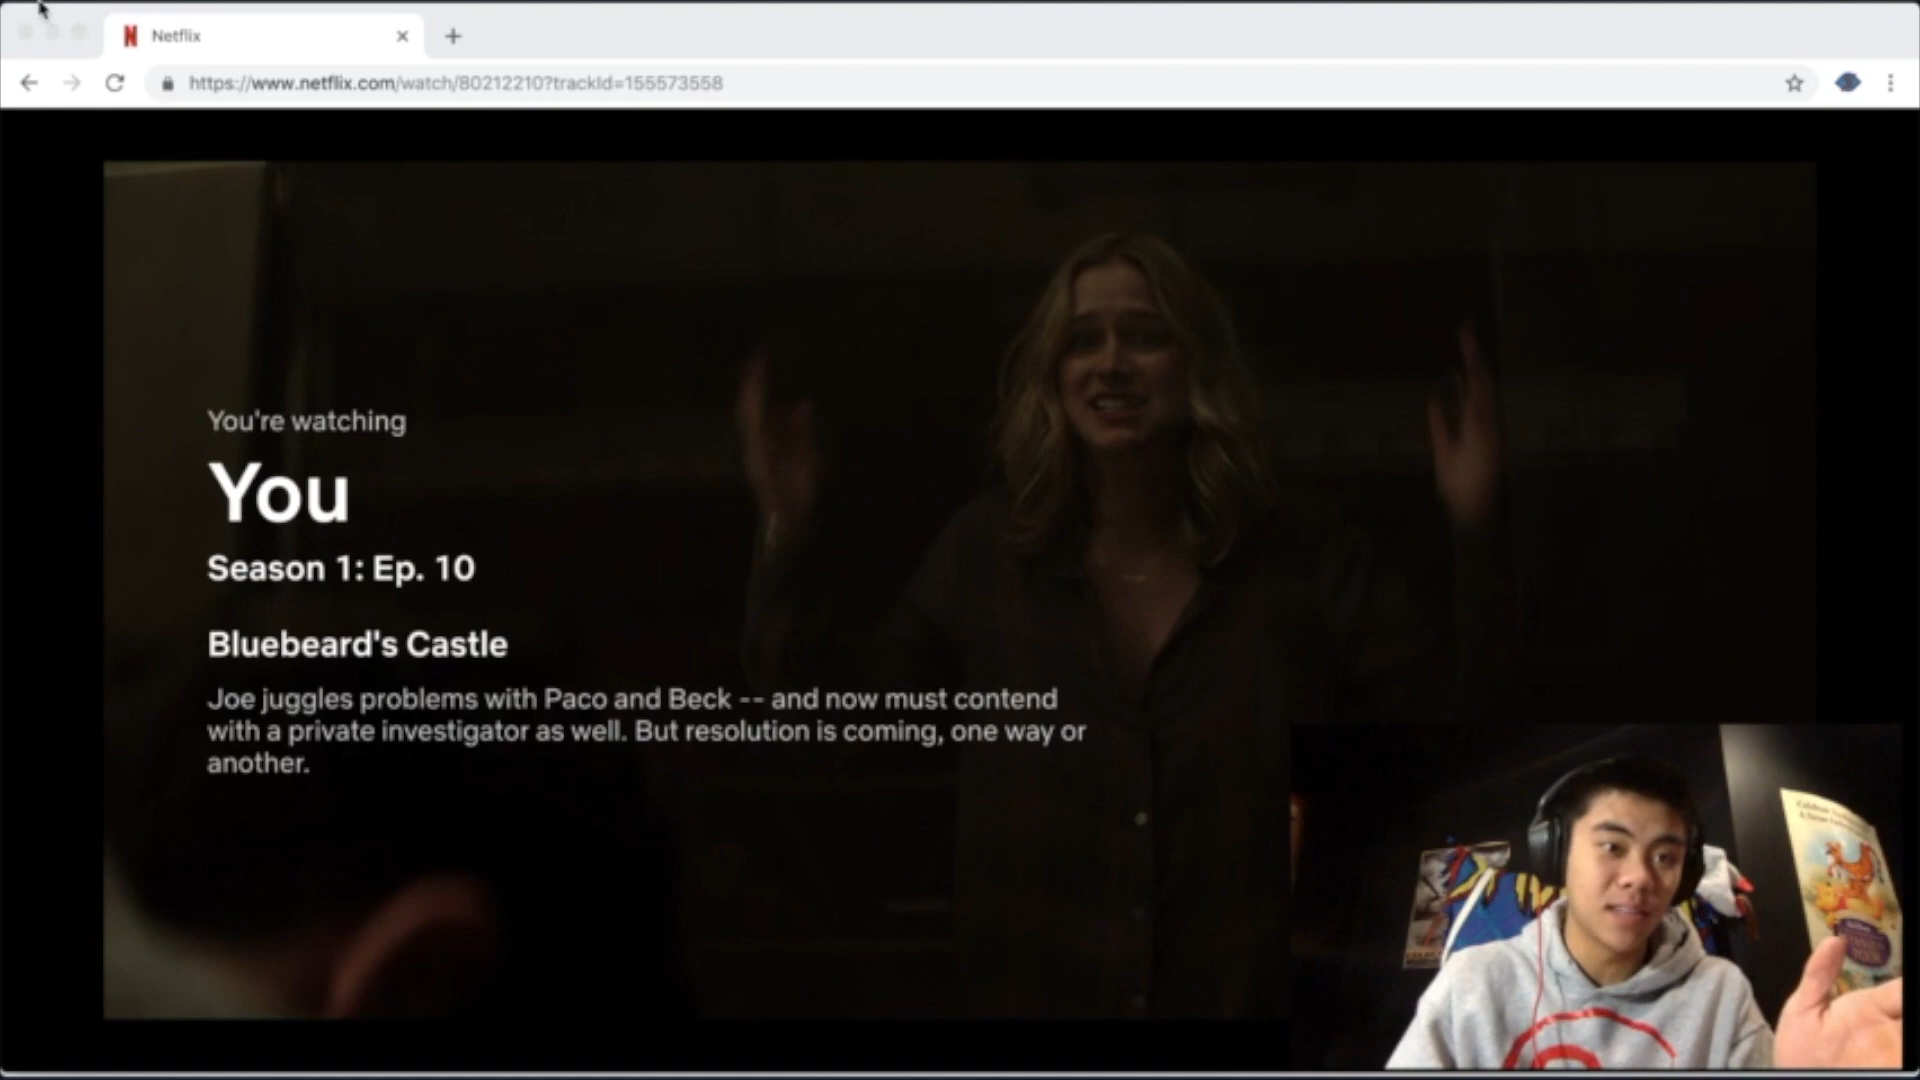 Netflix
https://www.netflix.com/watch/80212210?trackId=155573558
You're watching
You
Season 1: Ep. 10
Bluebeard's Castle
Joe juggles problems with Paco and Beck -- and now must contend
with a private investigator as well. But resolution is coming, one way or
another.